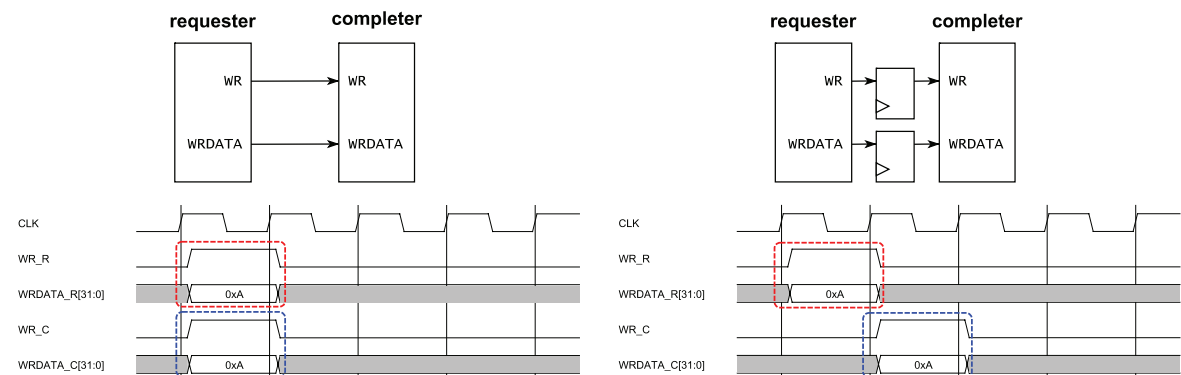 requester completer
WR WR
WRDATA WRDATA
CLK
WR_R
WRDATA_R[31:0] 0xA
WR_C
WRDATA_C[31:0] 0xA
requester completer
WR WR
WRDATA WRDATA
CLK
WR_R
WRDATA_R[31:0] 0xA
WR_C
WRDATA_C[31:0] 0xA